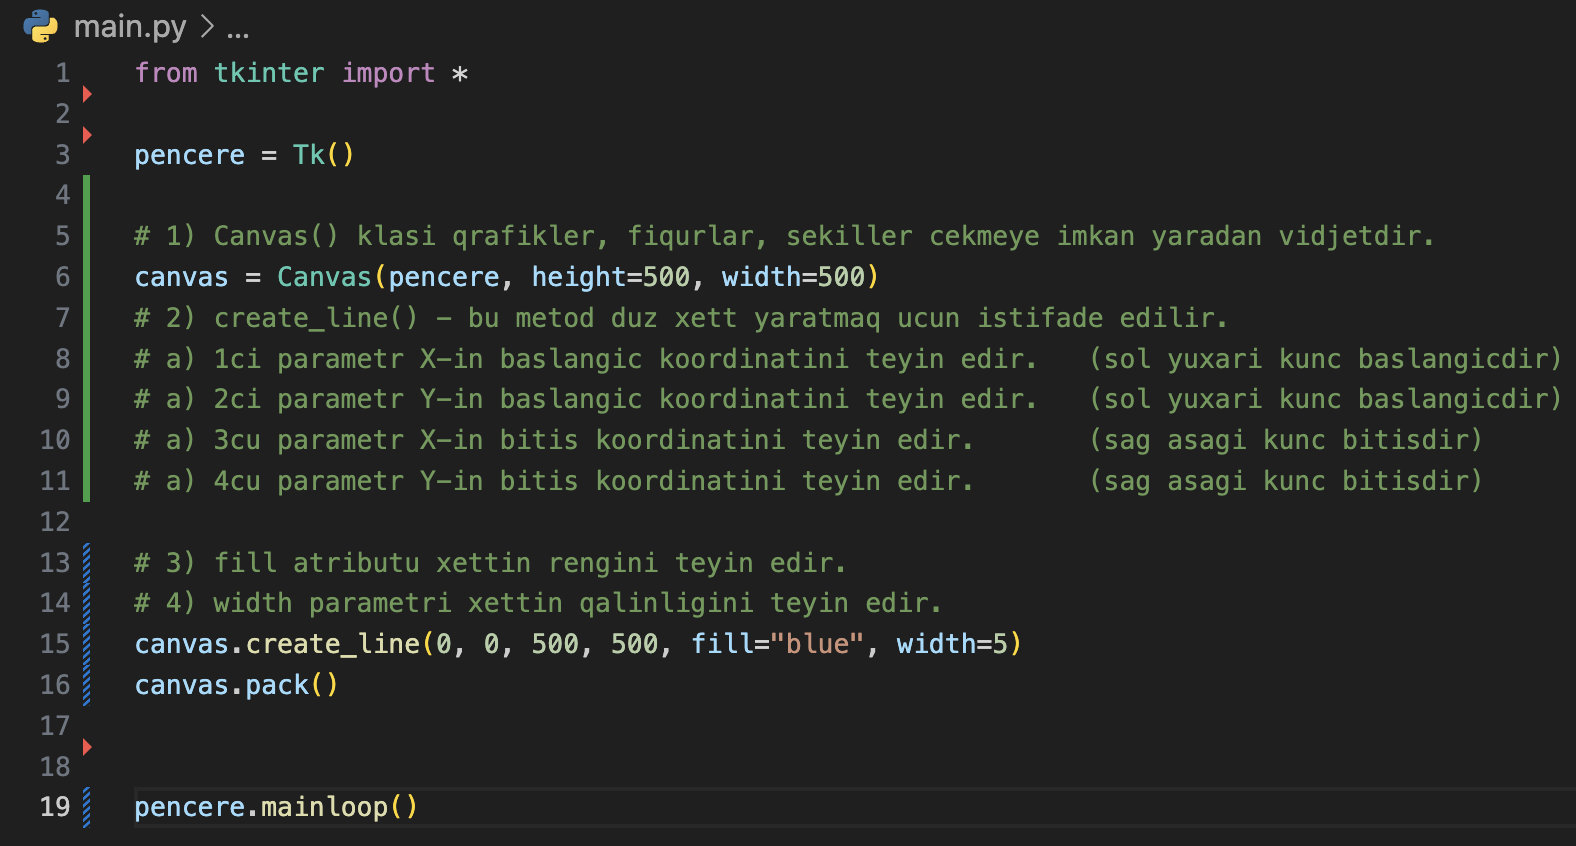 main.py > ...
1 from tkinter import *
2
3 pencere = Tk()
4
5 # 1) Canvas() klasi qrafikler, fiqurlar, sekiller cekmeye imkan yaradan vidjetdir.
6 canvas = Canvas(pencere, height=500, width=500)
7 # 2) create_line() - bu metod duz xett yaratmaq ucun istifade edilir.
8 # a) 1ci parametr X-in baslangic koordinatini teyin edir.   (sol yuxari kunc baslangicdir)
9 # a) 2ci parametr Y-in baslangic koordinatini teyin edir.   (sol yuxari kunc baslangicdir)
10 # a) 3cu parametr X-in bitis koordinatini teyin edir.       (sag asagi kunc bitisdir)
11 # a) 4cu parametr Y-in bitis koordinatini teyin edir.       (sag asagi kunc bitisdir)
12
13 # 3) fill atributu xettin rengini teyin edir.
14 # 4) width parametri xettin qalinligini teyin edir.
15 canvas.create_line(0, 0, 500, 500, fill="blue", width=5)
16 canvas.pack()
17
18
19 pencere.mainloop()